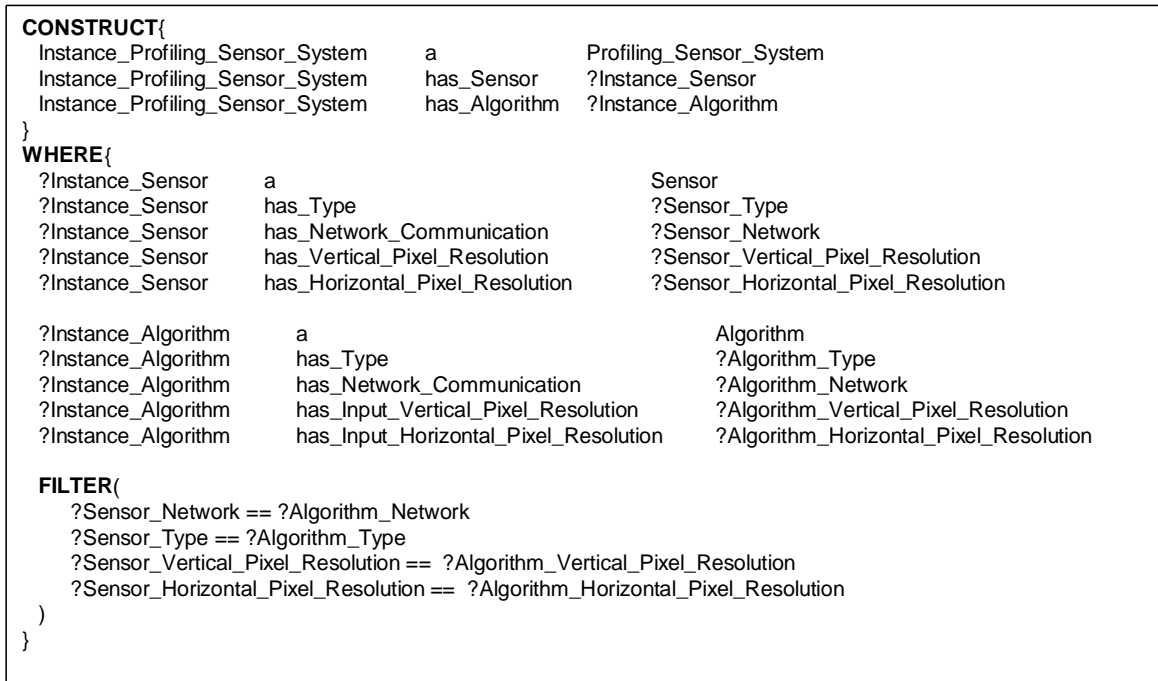 CONSTRUCT{
Instance_Profiling_Sensor_System a Profiling_Sensor_System
Instance_Profiling_Sensor_System has_Sensor ?Instance_Sensor
Instance_Profiling_Sensor_System has_Algorithm ?Instance_Algorithm
}
WHERE{
?Instance_Sensor a Sensor
?Instance_Sensor has_Type ?Sensor_Type
?Instance_Sensor has_Network_Communication ?Sensor_Network
?Instance_Sensor has_Vertical_Pixel_Resolution ?Sensor_Vertical_Pixel_Resolution
?Instance_Sensor has_Horizontal_Pixel_Resolution ?Sensor_Horizontal_Pixel_Resolution
?Instance_Algorithm a Algorithm
?Instance_Algorithm has_Type ?Algorithm_Type
?Instance_Algorithm has_Network_Communication ?Algorithm_Network
?Instance_Algorithm has_Input_Vertical_Pixel_Resolution ?Algorithm_Vertical_Pixel_Resolution
?Instance_Algorithm has_Input_Horizontal_Pixel_Resolution ?Algorithm_Horizontal_Pixel_Resolution
FILTER(
?Sensor_Network == ?Algorithm_Network
?Sensor_Type == ?Algorithm_Type
?Sensor_Vertical_Pixel_Resolution == ?Algorithm_Vertical_Pixel_Resolution
?Sensor_Horizontal_Pixel_Resolution == ?Algorithm_Horizontal_Pixel_Resolution
)
}